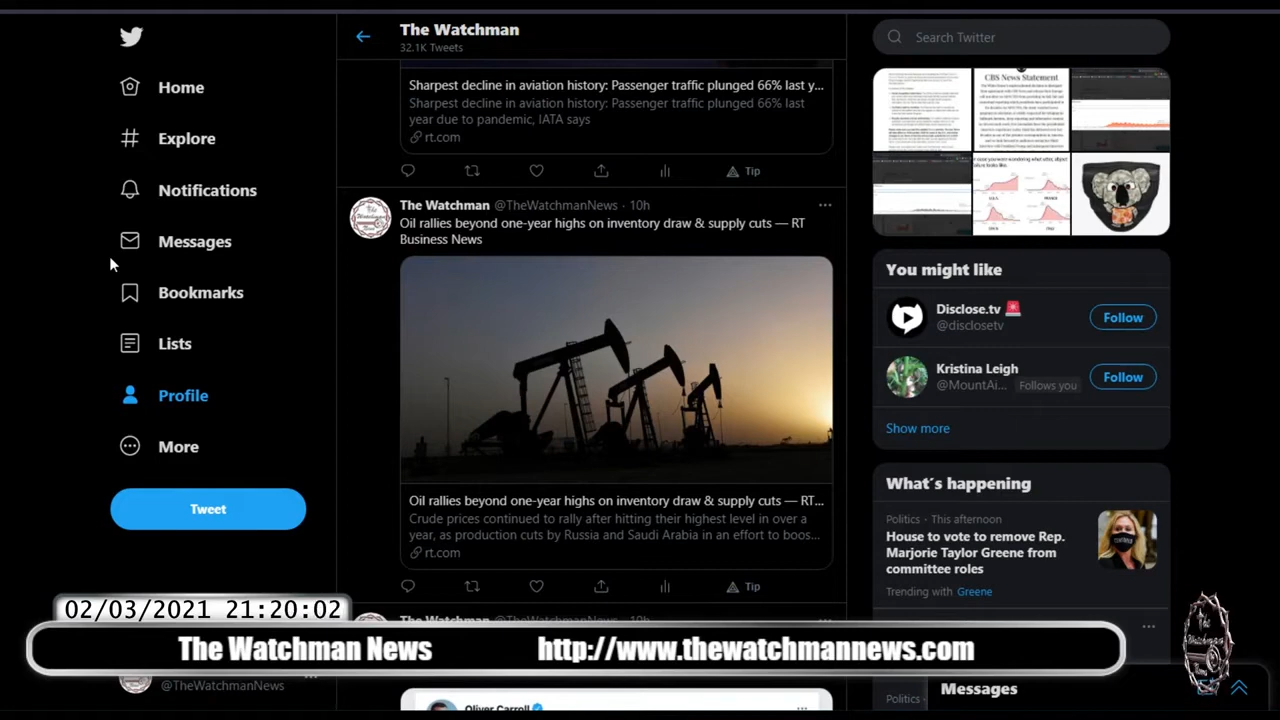 Home
Explore
Notifications
Messages
Bookmarks
Lists
Profile
More
Tweet
@TheWatchmanNews
The Watchman
32.1K Tweets
Sharpest decline in aviation history: Passenger traffic plunged 66% last y...
Sharpest decline in aviation history: Passenger traffic plunged 66% last
year due to pandemic, IATA says
rt.com
Tip
The Watchman @TheWatchmanNews · 10h
Oil rallies beyond one-year highs on inventory draw & supply cuts — RT
Business News
Oil rallies beyond one-year highs on inventory draw & supply cuts — RT...
Crude prices continued to rally after hitting their highest level in over a
year, as production cuts by Russia and Saudi Arabia in an effort to boos...
rt.com
Tip
Oliver Carroll
Search Twitter
CBS News Statement
You might like
Disclose.tv
@disclosetv
Follow
Kristina Leigh
@MountAi... Follows you
Follow
Show more
What's happening
Politics · This afternoon
House to vote to remove Rep.
Marjorie Taylor Greene from
committee roles
Trending with Greene
Politics ·
Messages
02/03/2021 21:20:02
The Watchman News http://www.thewatchmannews.com
The
Watchman
News